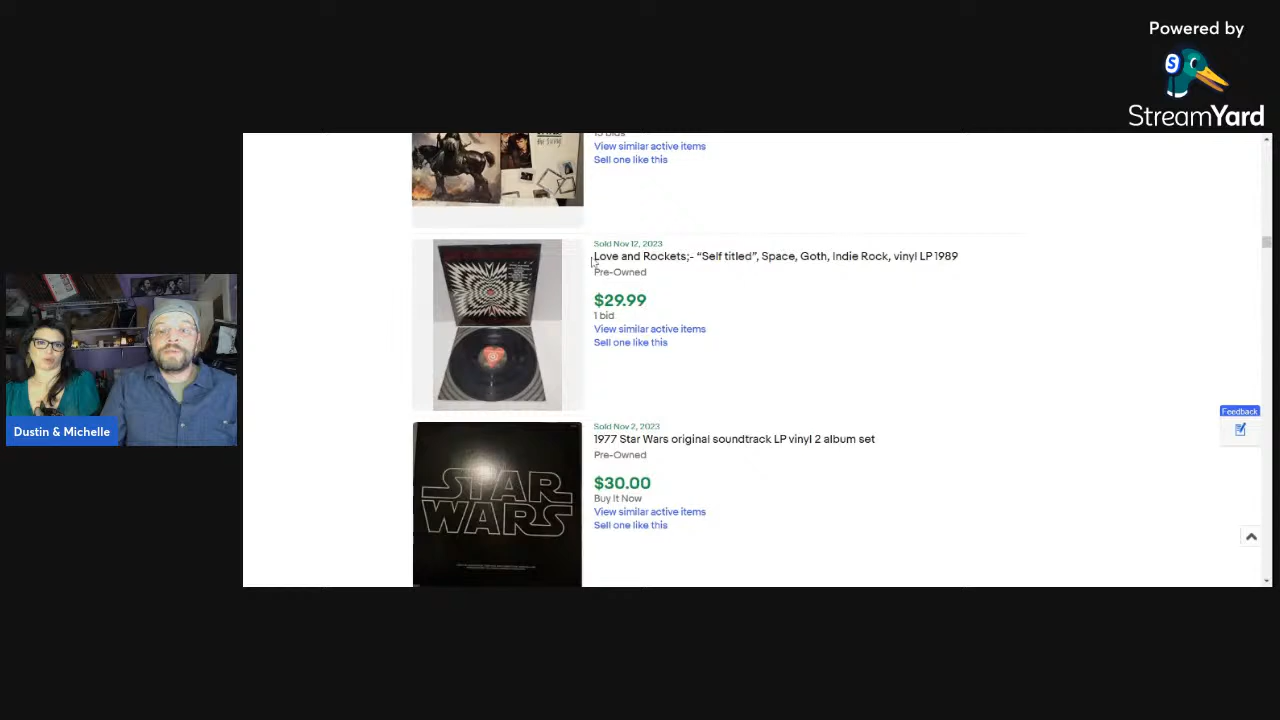 Powered by
S
StreamYard
13 bids
View similar active items
Sell one like this
Sold Nov 12, 2023
Love and Rockets;- “Self titled”, Space, Goth, Indie Rock, vinyl LP 1989
Pre-Owned
$29.99
1 bid
View similar active items
Sell one like this
Feedback
Dustin & Michelle
Sold Nov 2, 2023
1977 Star Wars original soundtrack LP vinyl 2 album set
Pre-Owned
$30.00
Buy It Now
View similar active items
Sell one like this
STAR
WARS